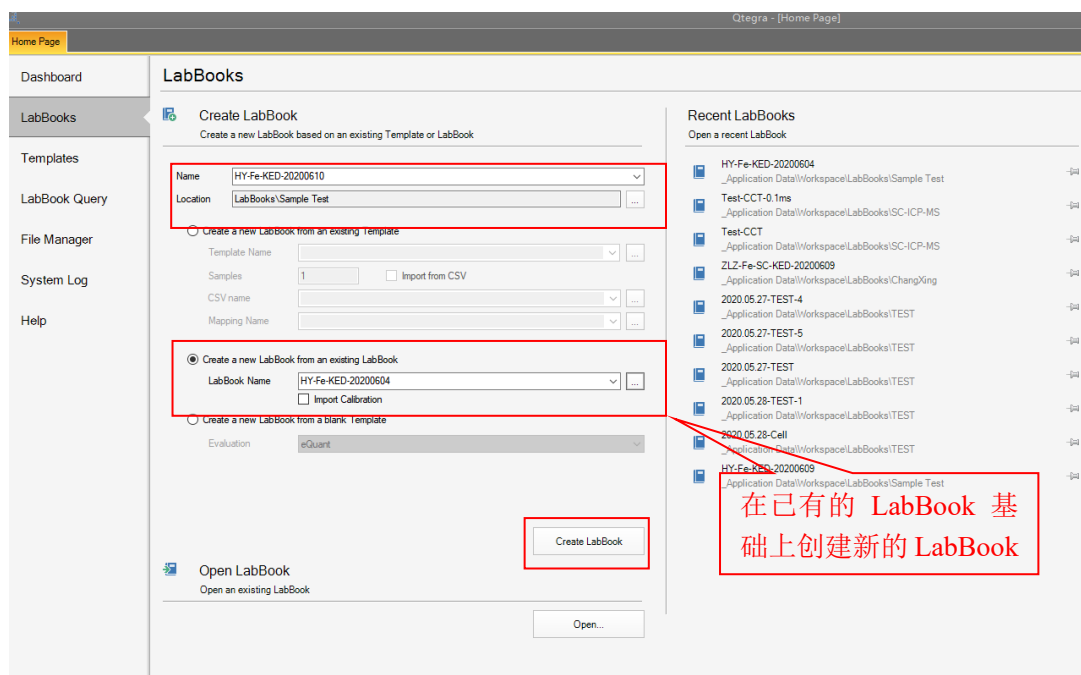 Qtegra - [Home Page]
Home Page
Dashboard
LabBooks
Templates
LabBook Query
File Manager
System Log
Help
LabBooks
Create LabBook
Create a new LabBook based on an existing Template or LabBook
Name HY-Fe-KED-20200610
Location LabBooks\Sample Test ...
Create a new LabBook from an existing Template
Template Name ...
Samples 1 Import from CSV
CSV name ...
Mapping Name ...
Create a new LabBook from an existing LabBook
LabBook Name HY-Fe-KED-20200604 ...
Import Calibration
Create a new LabBook from a blank Template
Evaluation eQuant
Create LabBook
Open LabBook
Open an existing LabBook
Open...
Recent LabBooks
Open a recent LabBook
HY-Fe-KED-20200604
_Application Data\\Workspace\LabBooks\Sample Test
Test-CCT-0.1ms
_Application Data\\Workspace\LabBooks\SC-ICP-MS
Test-CCT
_Application Data\\Workspace\LabBooks\SC-ICP-MS
ZLZ-Fe-SC-KED-20200609
_Application Data\\Workspace\LabBooks\ChangXing
2020.05.27-TEST-4
_Application Data\\Workspace\LabBooks\TEST
2020.05.27-TEST-5
_Application Data\\Workspace\LabBooks\TEST
2020.05.27-TEST
_Application Data\\Workspace\LabBooks\TEST
2020.05.28-TEST-1
_Application Data\\Workspace\LabBooks\TEST
2020.05.28-Cell
_Application Data\\Workspace\LabBooks\TEST
HY-Fe-KED-20200609
_Application Data\\Workspace\LabBooks\Sample Test
在已有的 LabBook 基
础上创建新的 LabBook